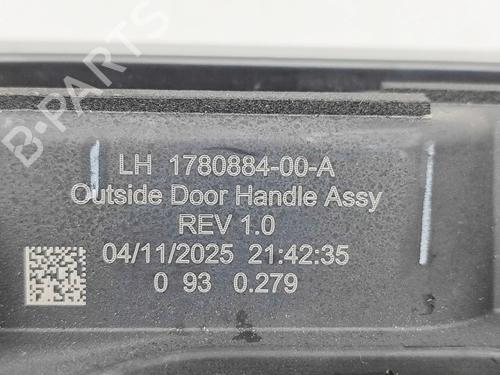 B-PARTS
LH 1780884-00-A
Outside Door Handle Assy
REV 1.0
04/11/2025 21:42:35
0 93 0.279